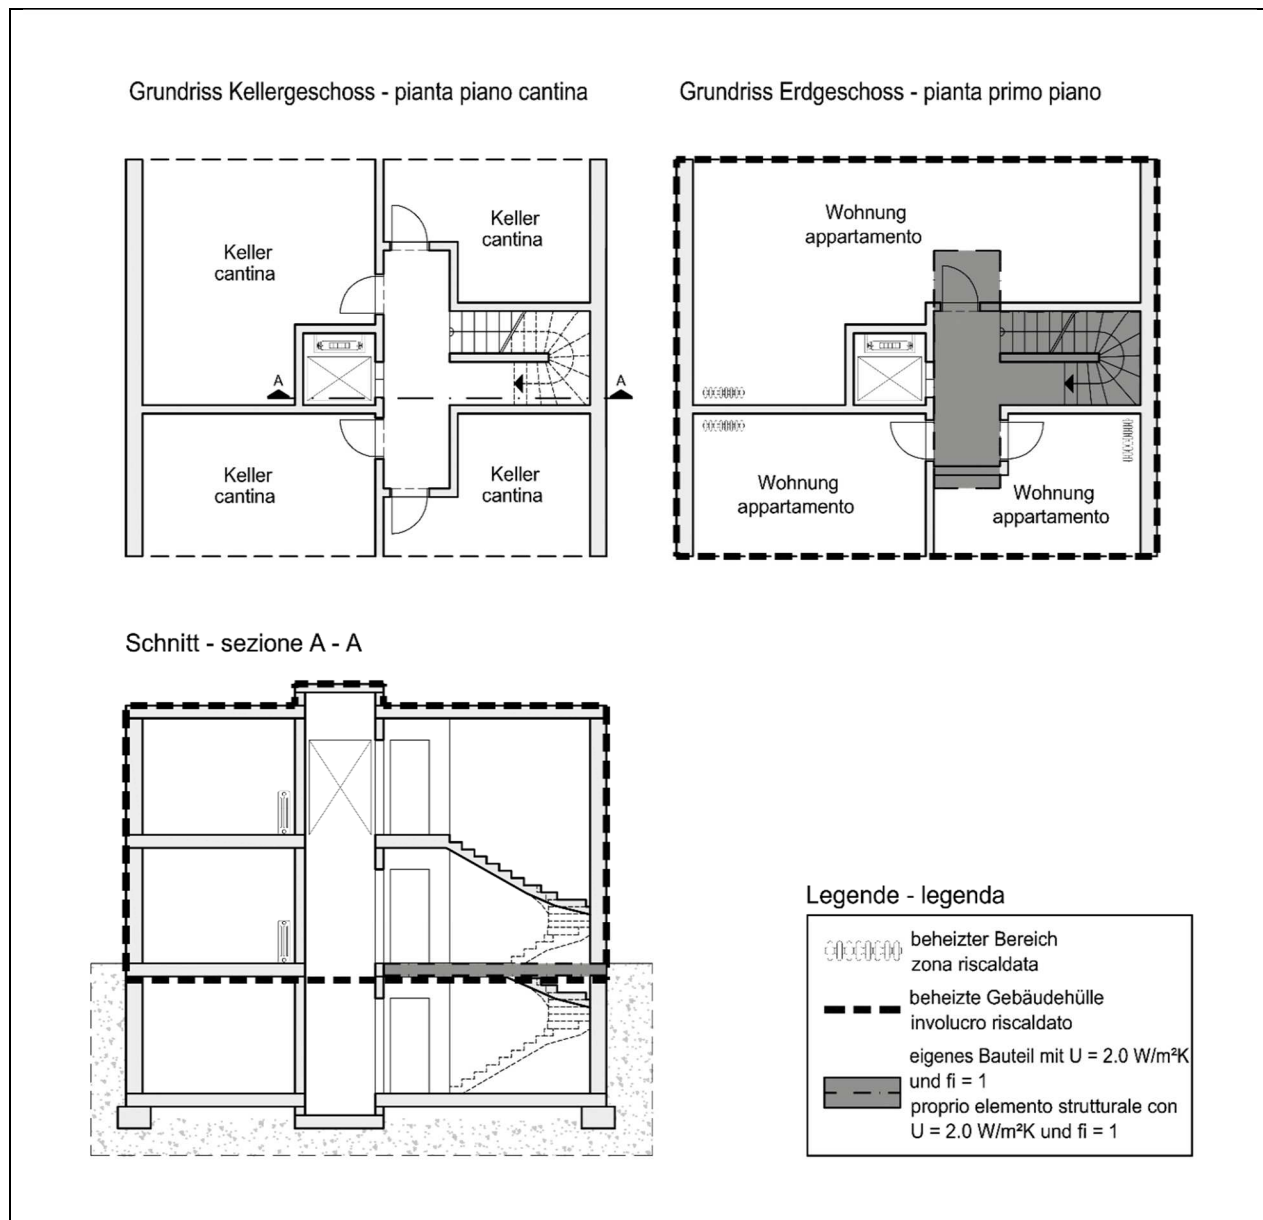 Grundriss Kellergeschoss - pianta piano cantina
Grundriss Erdgeschoss - pianta primo piano
Keller
cantina
Keller
cantina
A
A
Keller
cantina
Keller
cantina
Wohnung
appartamento
Wohnung
appartamento
Wohnung
appartamento
Schnitt - sezione A - A
Legende - legenda
beheizter Bereich
zona riscaldata
beheizte Gebäudehülle
involucro riscaldato
eigenes Bauteil mit U = 2.0 W/m²K
und fi = 1
proprio elemento strutturale con
U = 2.0 W/m²K und fi = 1